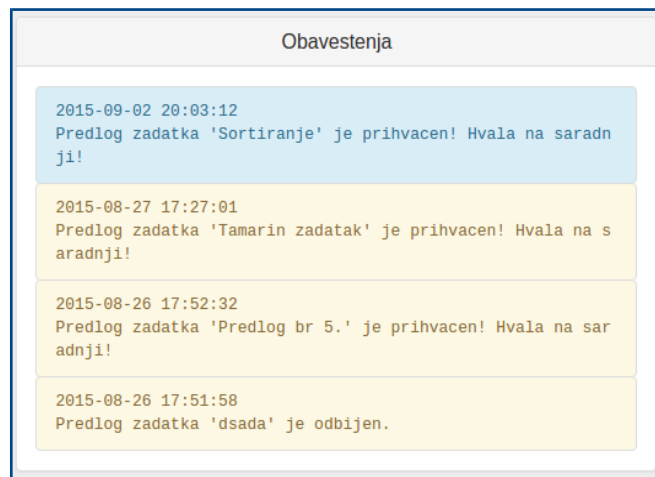 Obavestenja
2015-09-02 20:03:12
Predlog zadatka 'Sortiranje' je prihvacen! Hvala na saradn
ji!
2015-08-27 17:27:01
Predlog zadatka 'Tamarin zadatak' je prihvacen! Hvala na s
aradnji!
2015-08-26 17:52:32
Predlog zadatka 'Predlog br 5.' je prihvacen! Hvala na sar
adnji!
2015-08-26 17:51:58
Predlog zadatka 'dsada' je odbijen.